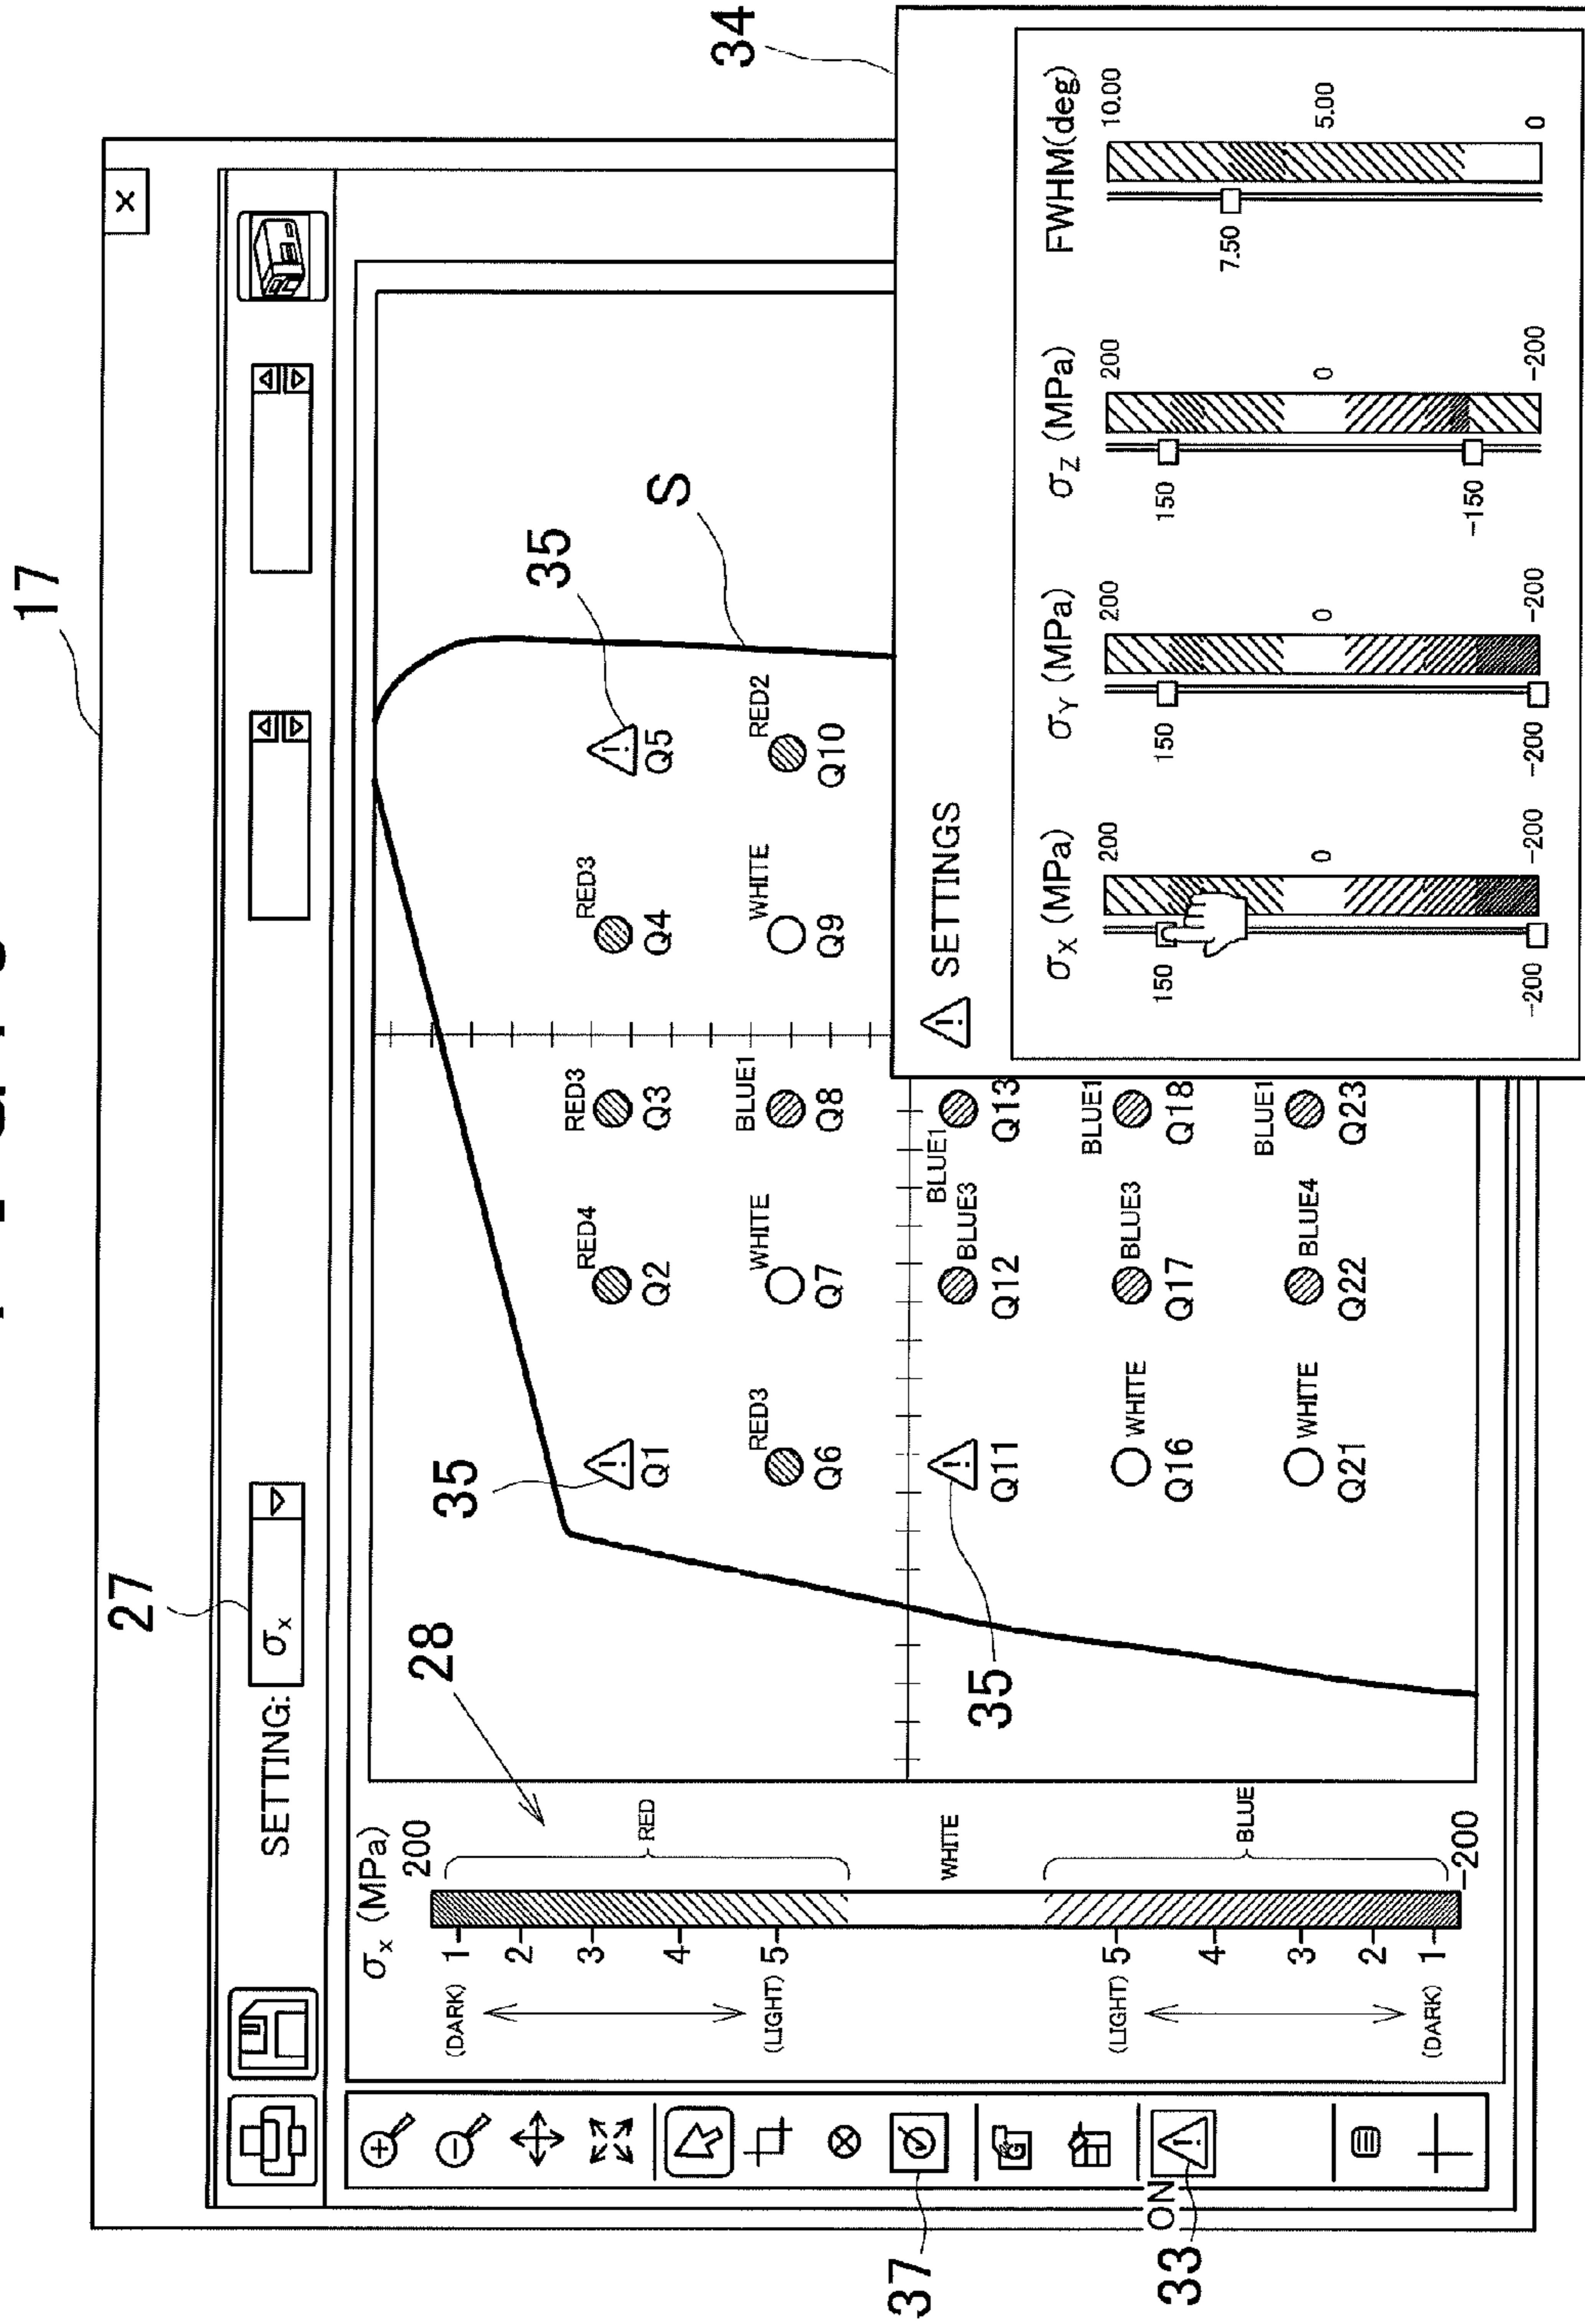 17
27
SETTING: σx
x
σx (MPa)
200
28
(DARK)
1
2
3
4
(LIGHT) 5
RED
WHITE
(LIGHT) 5
4
3
2
(DARK)
1
BLUE
-200
35
Q1
RED4
Q2
RED3
Q3
RED3
Q4
35
Q5
RED3
Q6
WHITE
Q7
BLUE1
Q8
WHITE
Q9
RED2
Q10
S
35
Q11
BLUE3
Q12
BLUE1
Q13
WHITE
Q16
BLUE3
Q17
BLUE1
Q18
WHITE
Q21
BLUE4
Q22
BLUE1
Q23
G
37
ON
33
34
SETTINGS
σX (MPa)
200
150
0
-200
-200
σY (MPa)
200
150
0
-200
-200
σZ (MPa)
200
150
0
-150
-200
FWHM(deg)
10.00
7.50
5.00
0